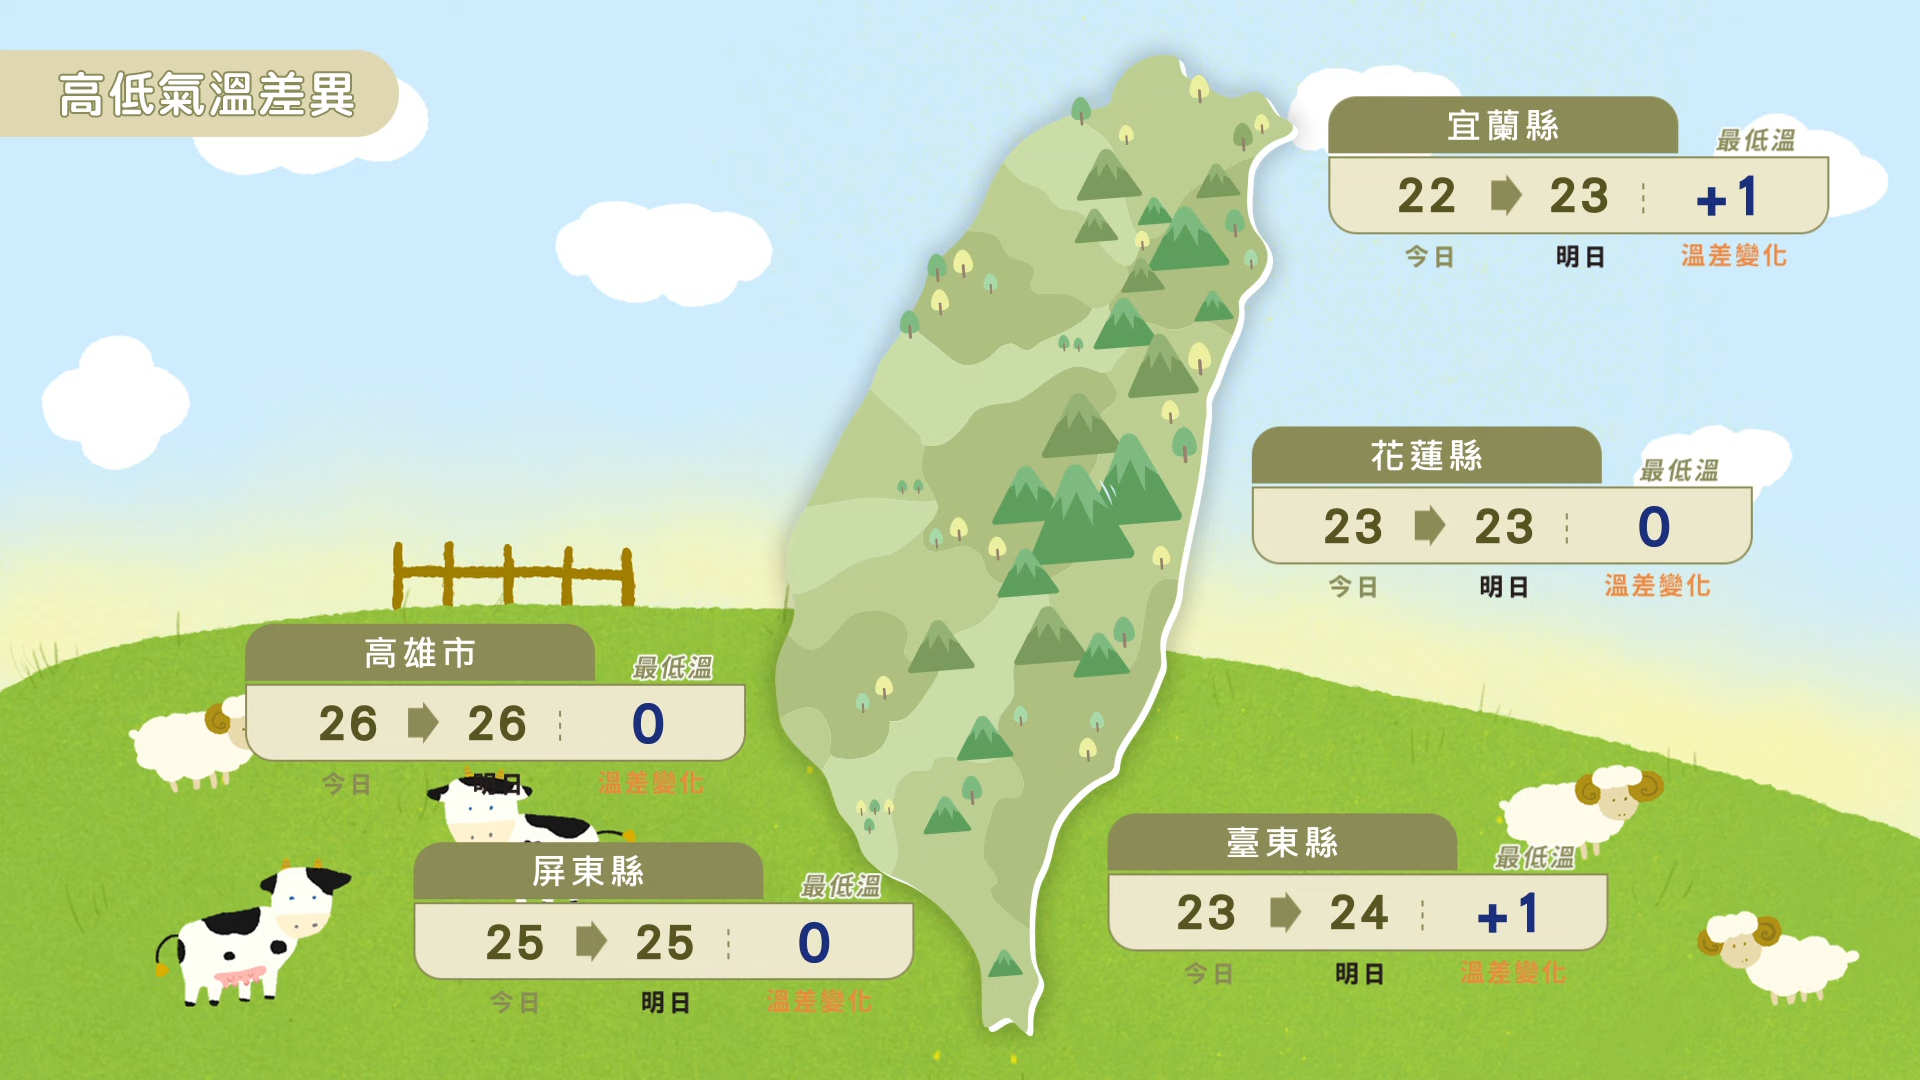 高低氣溫差異
宜蘭縣
最低溫
22 23 +1
今日 明日 溫差變化
花蓮縣
最低溫
23 23 0
今日 明日 溫差變化
高雄市
最低溫
26 26 0
今日 明日 溫差變化
屏東縣
最低溫
25 25 0
今日 明日 溫差變化
臺東縣
最低溫
23 24 +1
今日 明日 溫差變化